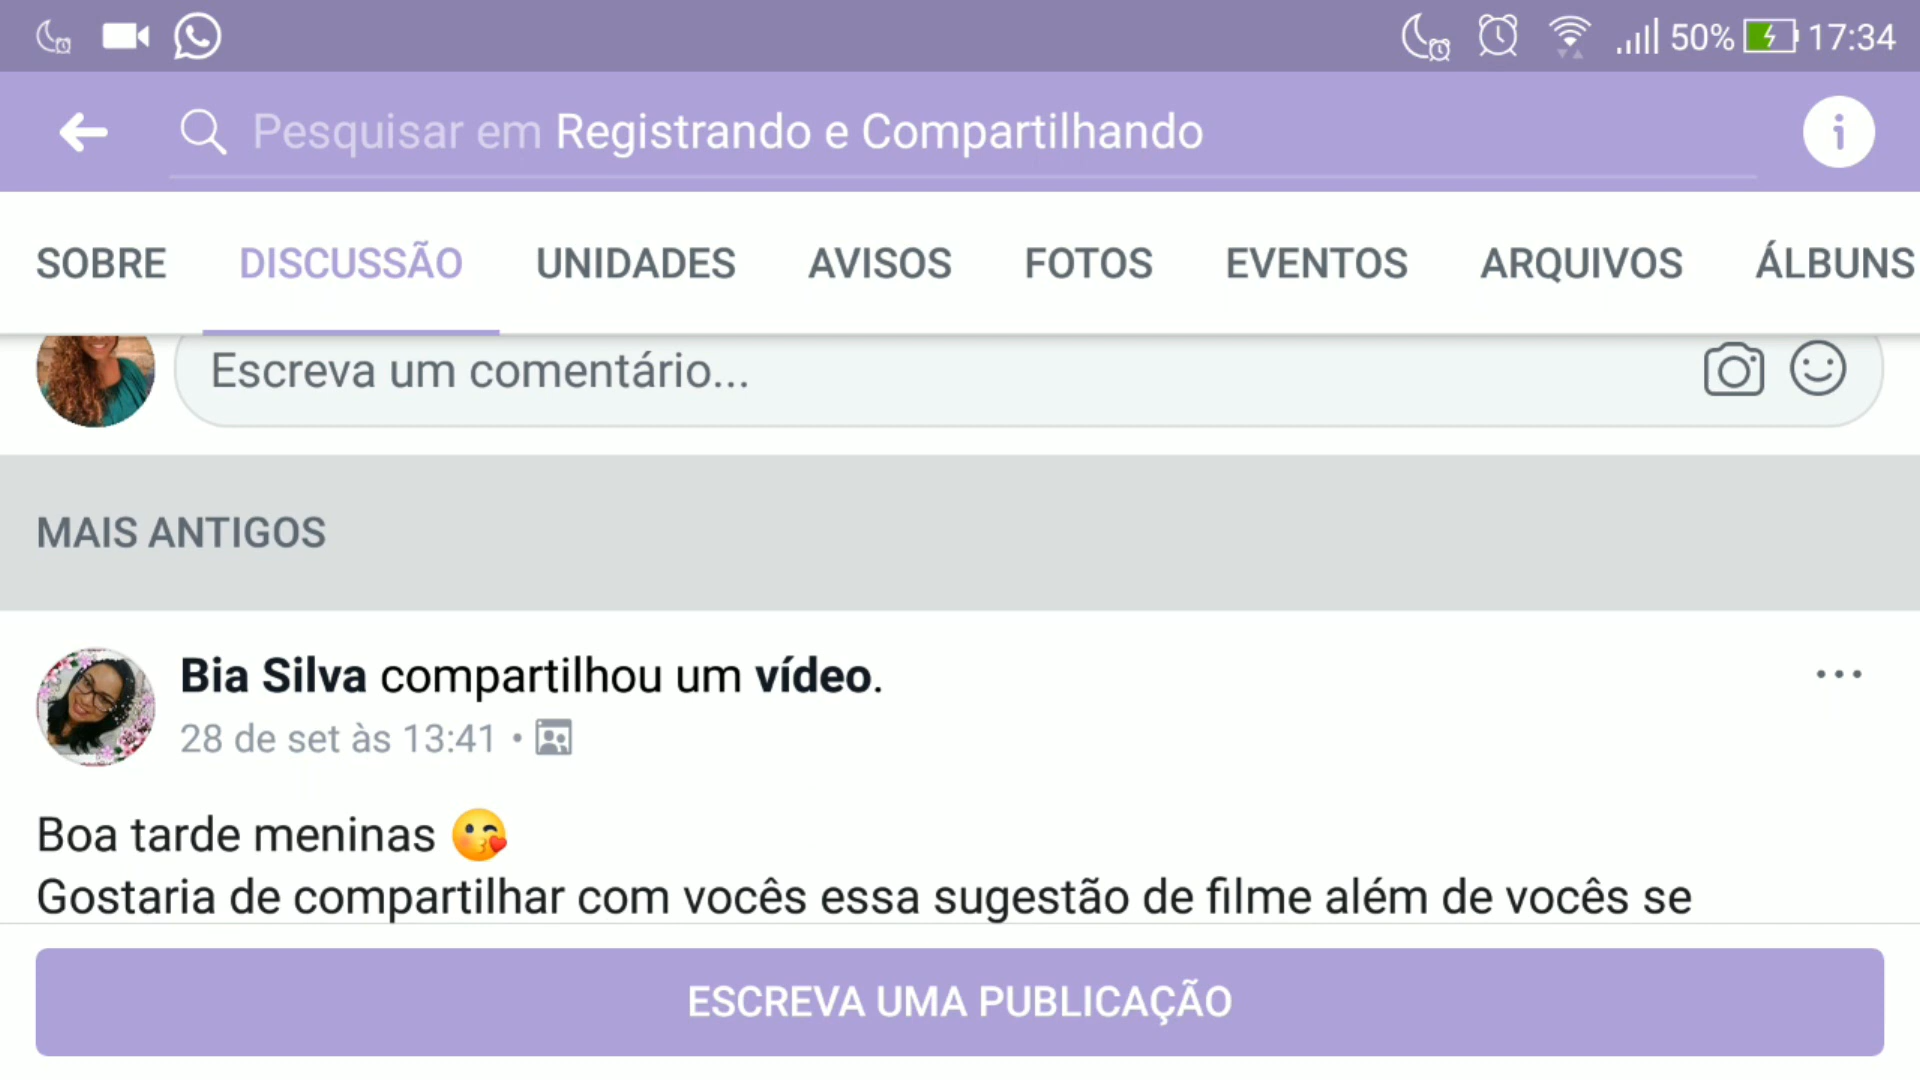 50% 17:34
Pesquisar em Registrando e Compartilhando
SOBRE DISCUSSÃO UNIDADES AVISOS FOTOS EVENTOS ARQUIVOS ÁLBUNS
Escreva um comentário...
MAIS ANTIGOS
Bia Silva compartilhou um vídeo.
28 de set às 13:41 •
Boa tarde meninas 😘
Gostaria de compartilhar com vocês essa sugestão de filme além de vocês se
ESCREVA UMA PUBLICAÇÃO